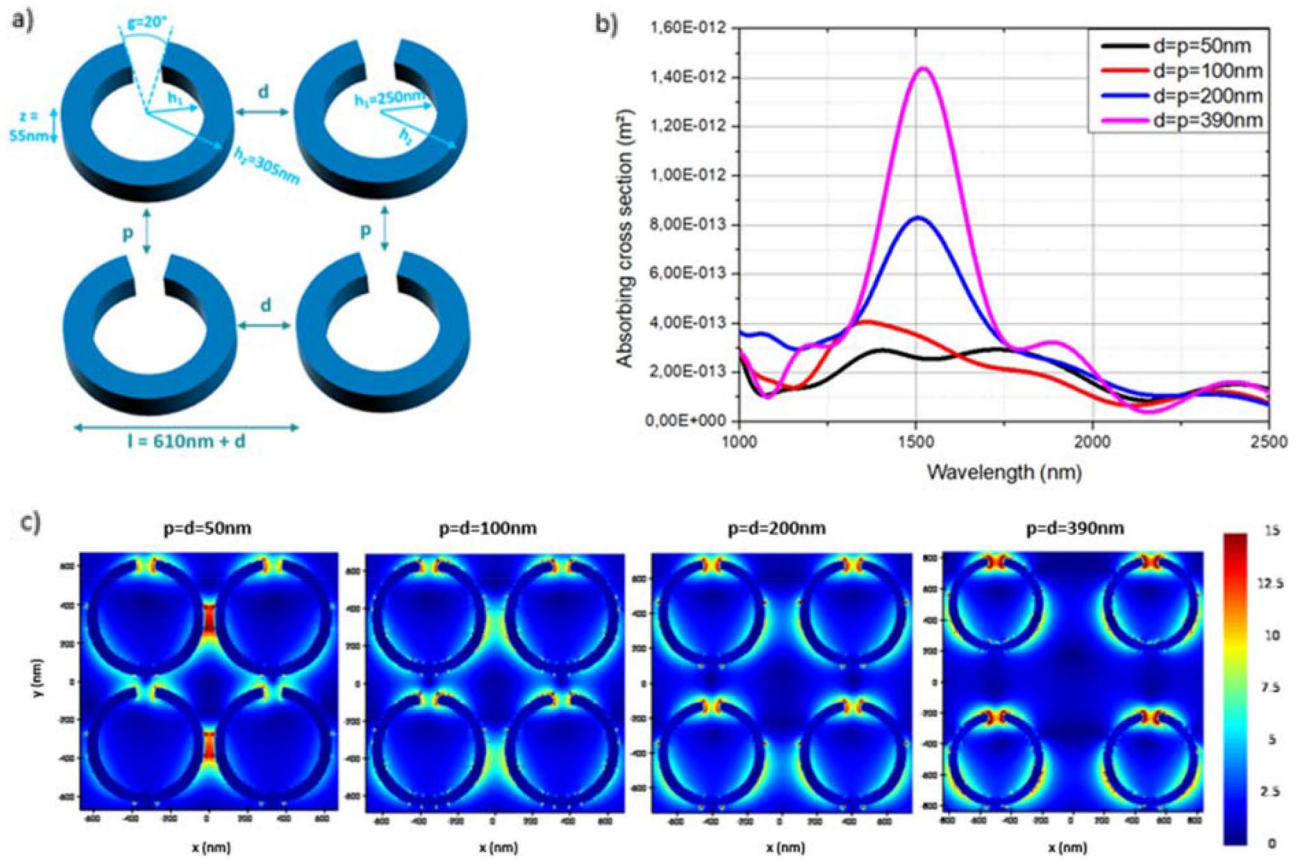 a)
g=20°
h₁
z =
55nm
h₂=305nm
d
h₁=250nm
h₂
p
p
d
l = 610nm + d
b)
1,60E-012
1,40E-012
1,20E-012
1,00E-012
8,00E-013
6,00E-013
4,00E-013
2,00E-013
0,00E+000
Absorbing cross section (m²)
d=p=50nm
d=p=100nm
d=p=200nm
d=p=390nm
1000 1500 2000 2500
Wavelength (nm)
c)
p=d=50nm p=d=100nm p=d=200nm p=d=390nm
y (nm)
x (nm) x (nm) x (nm) x (nm)
15
12.5
10
7.5
5
2.5
0